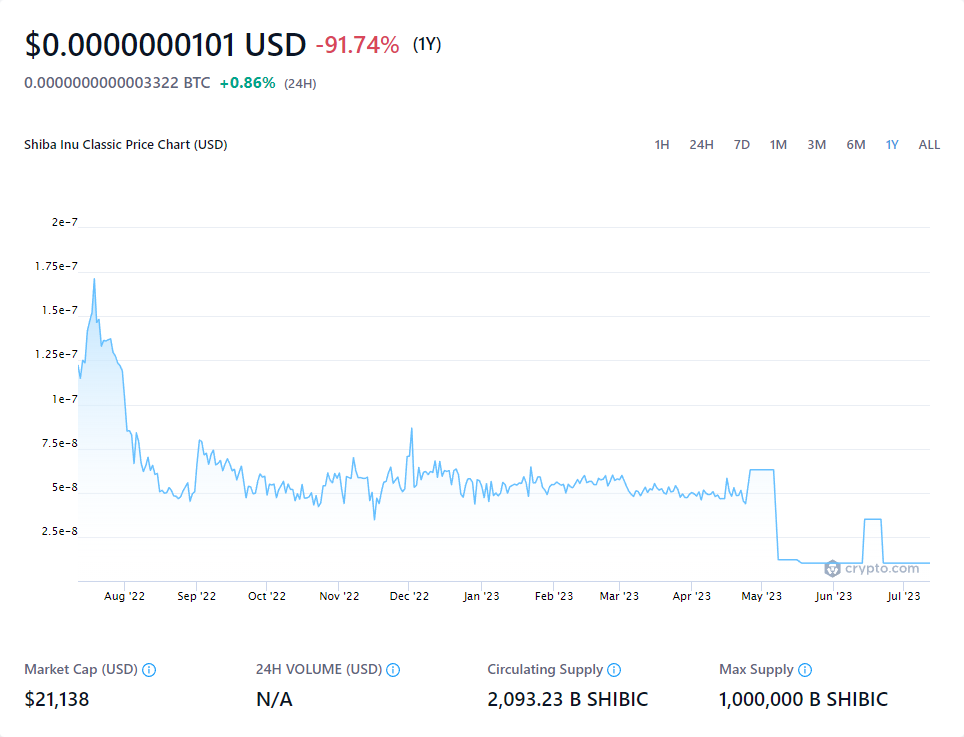 $0.0000000101 USD -91.74% (1Y)
0.0000000000003322 BTC +0.86% (24H)
Shiba Inu Classic Price Chart (USD) 1H 24H 7D 1M 3M 6M 1Y ALL
2e-7
1.75e-7
1.5e-7
1.25e-7
1e-7
7.5e-8
5e-8
2.5e-8
crypto.com
Aug '22 Sep '22 Oct '22 Nov '22 Dec '22 Jan '23 Feb '23 Mar '23 Apr '23 May '23 Jun '23 Jul '23
Market Cap (USD) 24H VOLUME (USD) Circulating Supply Max Supply
$21,138 N/A 2,093.23 B SHIBIC 1,000,000 B SHIBIC